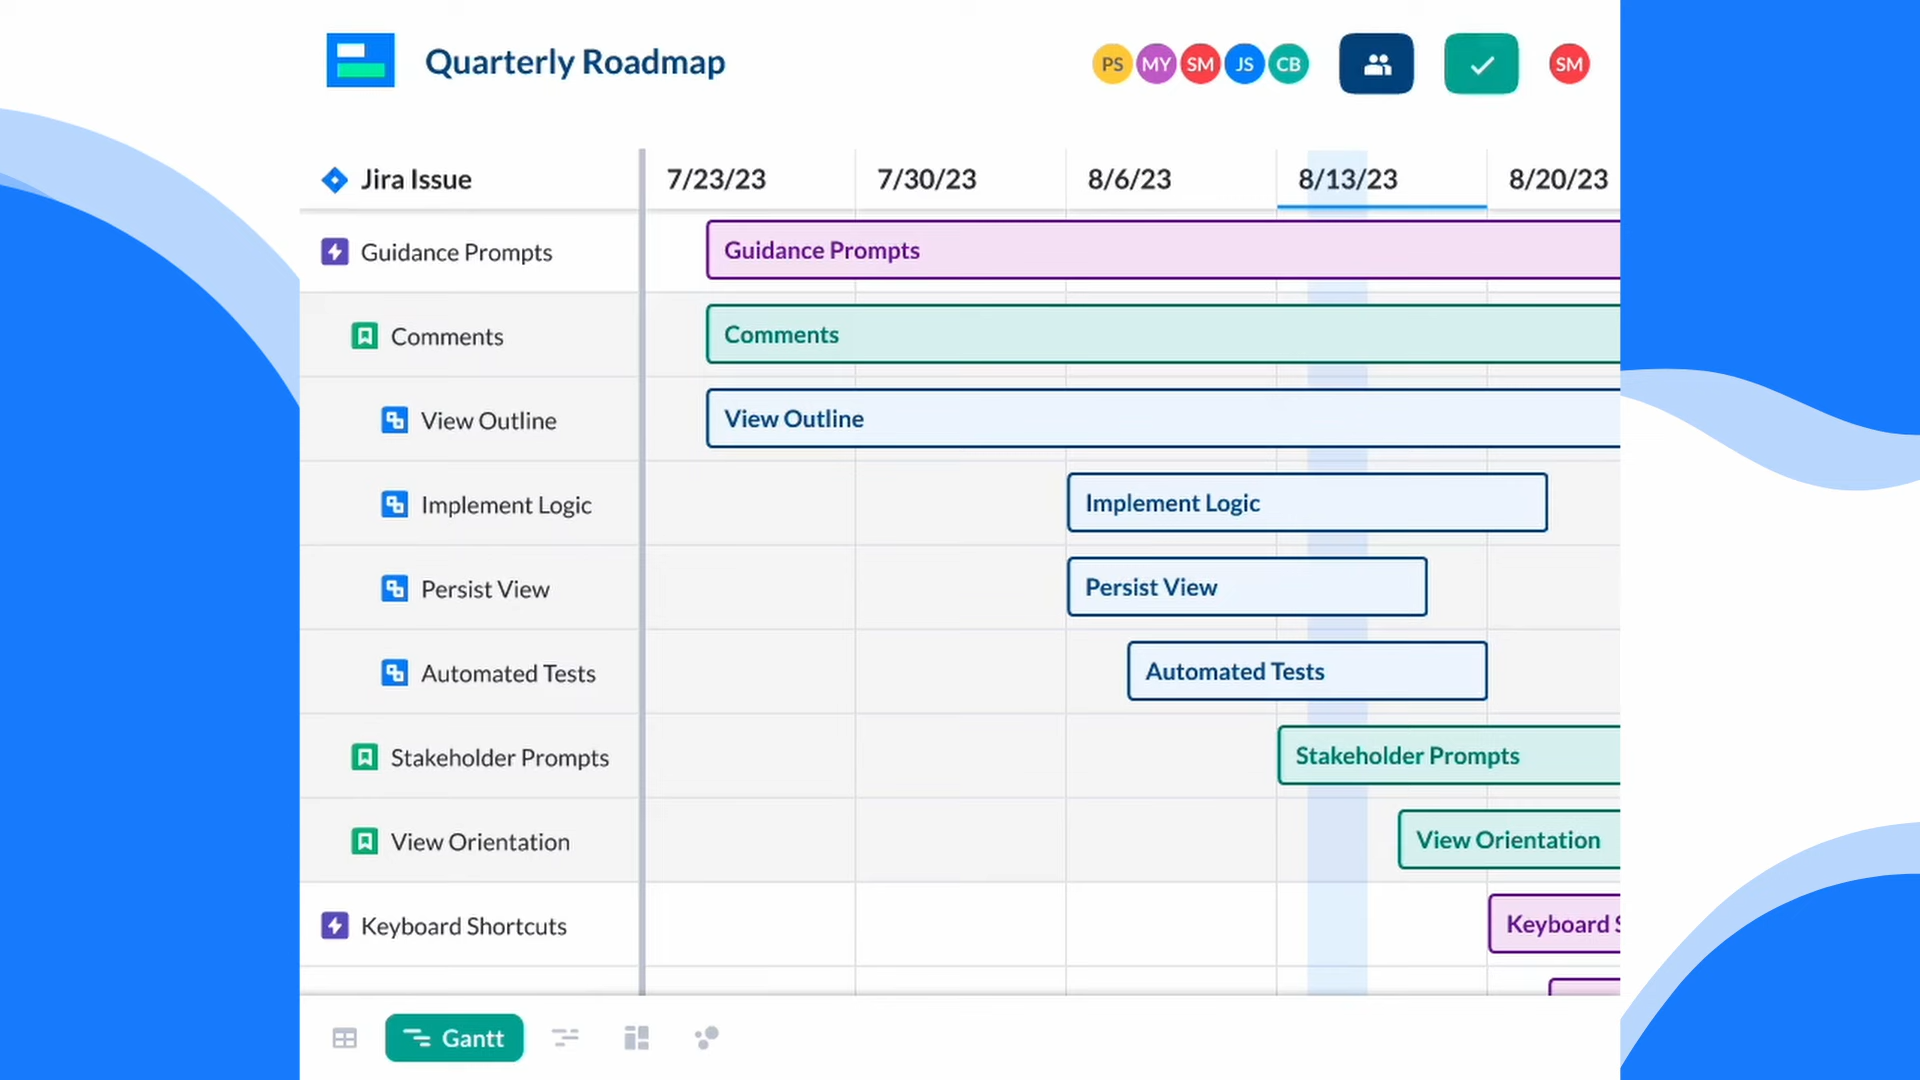 Quarterly Roadmap
PS MY SM JS CB SM
Jira Issue 7/23/23 7/30/23 8/6/23 8/13/23 8/20/23
Guidance Prompts Guidance Prompts
Comments Comments
View Outline View Outline
Implement Logic Implement Logic
Persist View Persist View
Automated Tests Automated Tests
Stakeholder Prompts Stakeholder Prompts
View Orientation View Orientation
Keyboard Shortcuts Keyboard S
Gantt